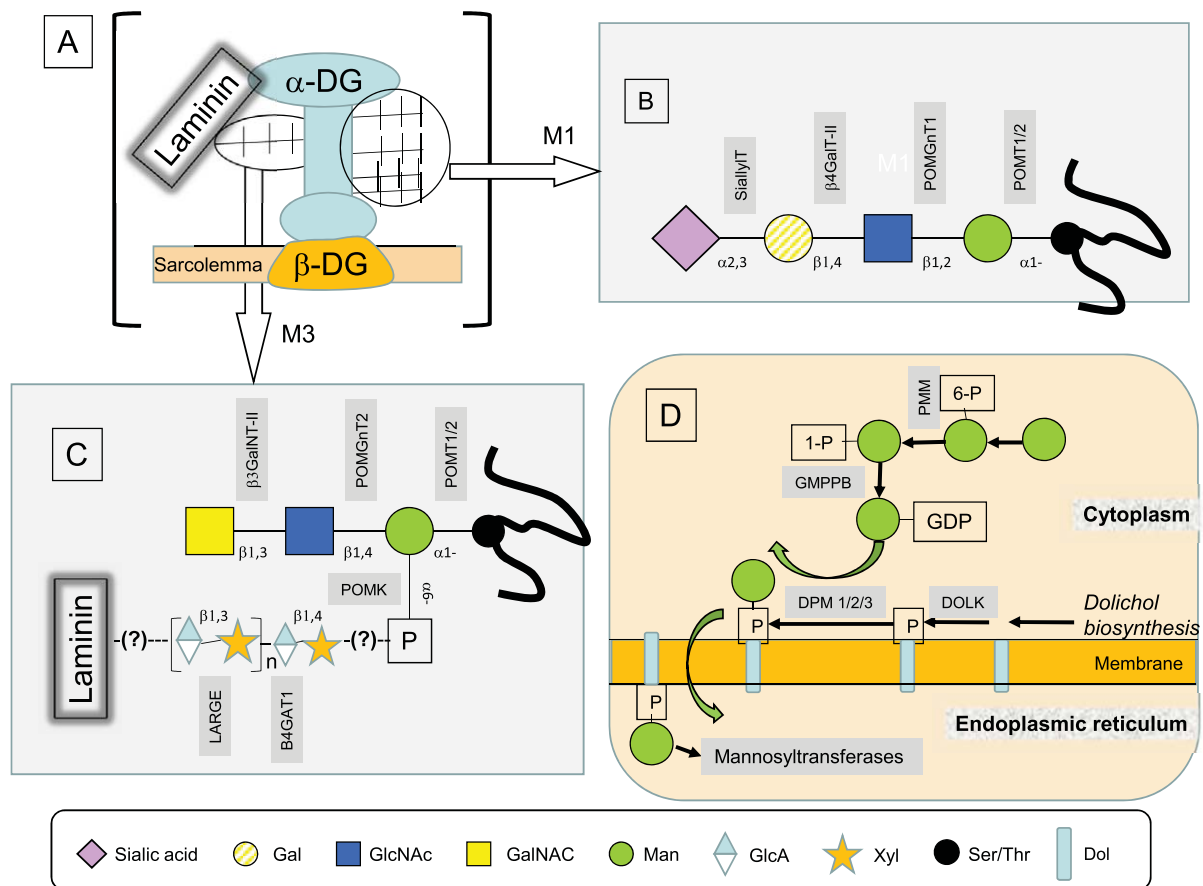 A
α-DG
Laminin
Sarcolemma
β-DG
M1
M3
B
SiallylT
β4GalT-II
M1
POMGnT1
POMT1/2
α2,3
β1,4
β1,2
α1-
C
β3GalNT-II
POMGnT2
POMT1/2
β1,3
β1,4
α1-
POMK
α6-
Laminin
-(?)---
β1,3
n
β1,4
-(?)--
P
LARGE
B4GAT1
D
PMM
6-P
1-P
GMPPB
GDP
Cytoplasm
DPM 1/2/3
DOLK
Dolichol
biosynthesis
P
P
Membrane
P
Endoplasmic reticulum
Mannosyltransferases
Sialic acid
Gal
GlcNAc
GalNAC
Man
GlcA
Xyl
Ser/Thr
Dol